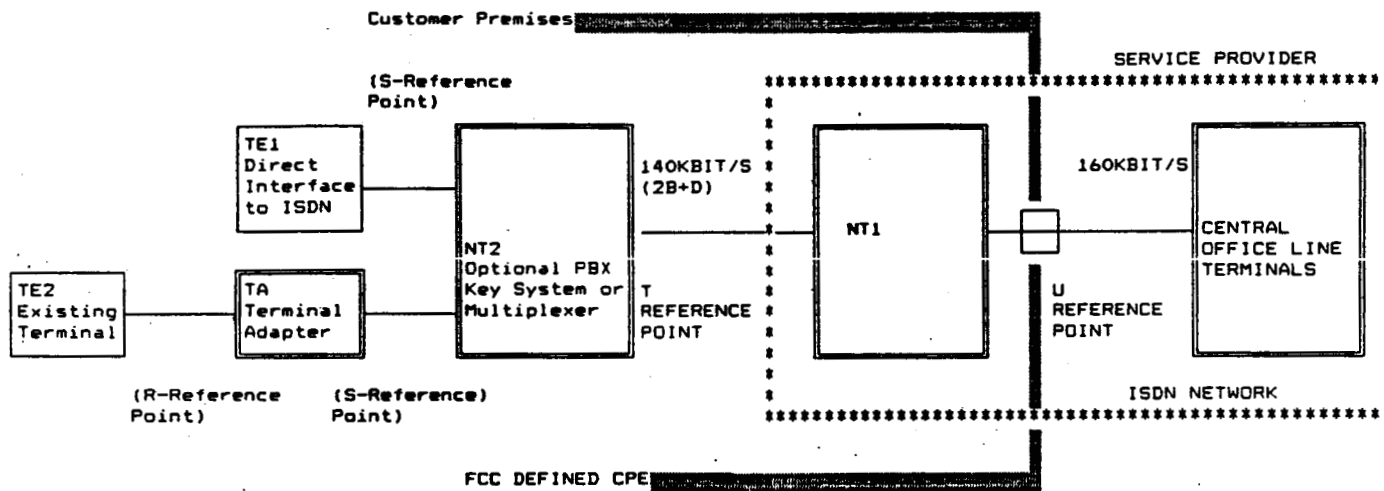 Customer Premises
SERVICE PROVIDER
(S-Reference
Point)
TE1
Direct
Interface
to ISDN
140KBIT/S
(2B+D)
160KBIT/S
NT1
NT2
Optional PBX
Key System or
Multiplexer
CENTRAL
OFFICE LINE
TERMINALS
TE2
Existing
Terminal
TA
Terminal
Adapter
T
REFERENCE
POINT
U
REFERENCE
POINT
(R-Reference
Point)
(S-Reference)
Point)
ISDN NETWORK
FCC DEFINED CPE